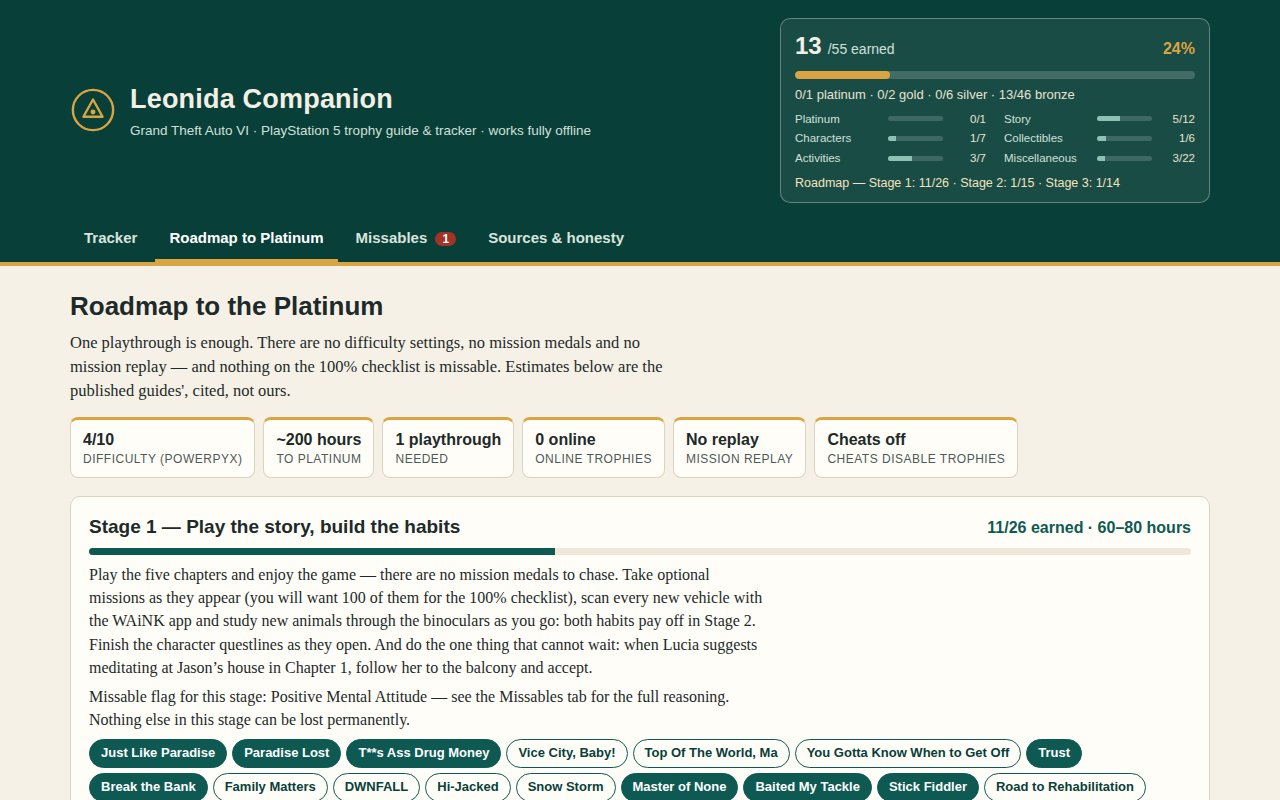 Leonida Companion
Grand Theft Auto VI · PlayStation 5 trophy guide & tracker · works fully offline
13 /55 earned 24%
0/1 platinum · 0/2 gold · 0/6 silver · 13/46 bronze
Platinum 0/1 Story 5/12
Characters 1/7 Collectibles 1/6
Activities 3/7 Miscellaneous 3/22
Roadmap — Stage 1: 11/26 · Stage 2: 1/15 · Stage 3: 1/14
Tracker Roadmap to Platinum Missables 1 Sources & honesty
Roadmap to the Platinum
One playthrough is enough. There are no difficulty settings, no mission medals and no
mission replay — and nothing on the 100% checklist is missable. Estimates below are the
published guides', cited, not ours.
4/10
DIFFICULTY (POWERPYX)
~200 hours
TO PLATINUM
1 playthrough
NEEDED
0 online
ONLINE TROPHIES
No replay
MISSION REPLAY
Cheats off
CHEATS DISABLE TROPHIES
Stage 1 — Play the story, build the habits 11/26 earned · 60–80 hours
Play the five chapters and enjoy the game — there are no mission medals to chase. Take optional
missions as they appear (you will want 100 of them for the 100% checklist), scan every new vehicle with
the WAiNK app and study new animals through the binoculars as you go: both habits pay off in Stage 2.
Finish the character questlines as they open. And do the one thing that cannot wait: when Lucia suggests
meditating at Jason’s house in Chapter 1, follow her to the balcony and accept.
Missable flag for this stage: Positive Mental Attitude — see the Missables tab for the full reasoning.
Nothing else in this stage can be lost permanently.
Just Like Paradise Paradise Lost T**s Ass Drug Money Vice City, Baby! Top Of The World, Ma You Gotta Know When to Get Off Trust
Break the Bank Family Matters DWNFALL Hi-Jacked Snow Storm Master of None Baited My Tackle Stick Fiddler Road to Rehabilitation